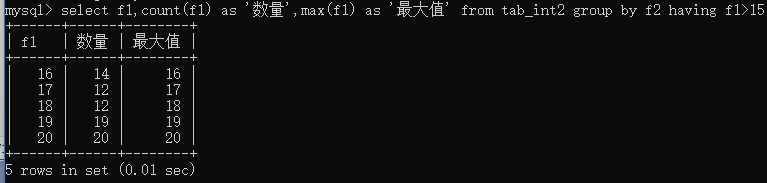 mysql> select f1,count(f1) as '数量',max(f1) as '最大值' from tab_int2 group by f2 having f1>15
| f1 | 数量 | 最大值 |
| 16 | 14 | 16 |
| 17 | 12 | 17 |
| 18 | 12 | 18 |
| 19 | 19 | 19 |
| 20 | 20 | 20 |
5 rows in set (0.01 sec)